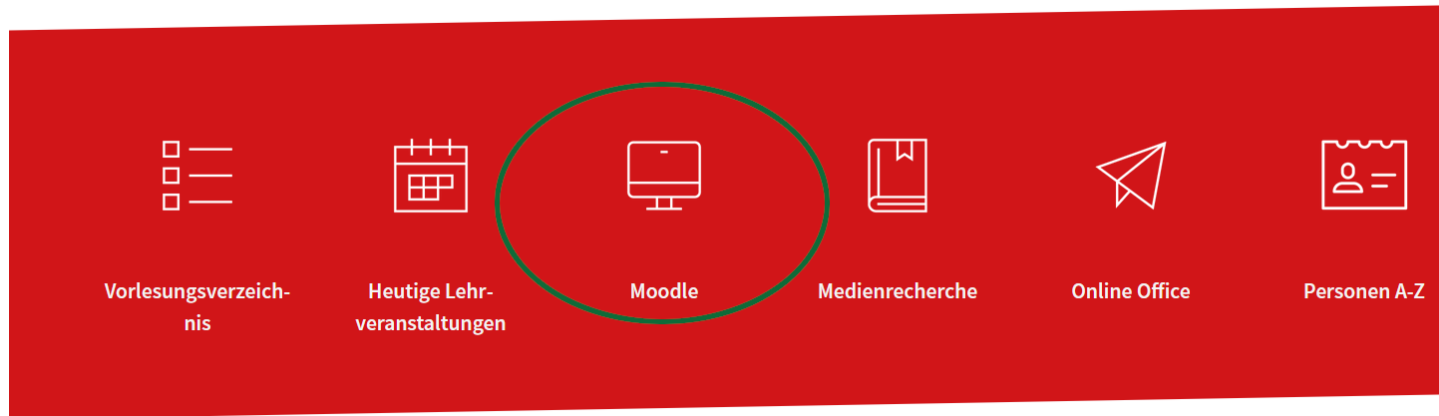 Vorlesungsverzeich-
nis
Heutige Lehr-
veranstaltungen
Moodle
Medienrecherche
Online Office
Personen A-Z